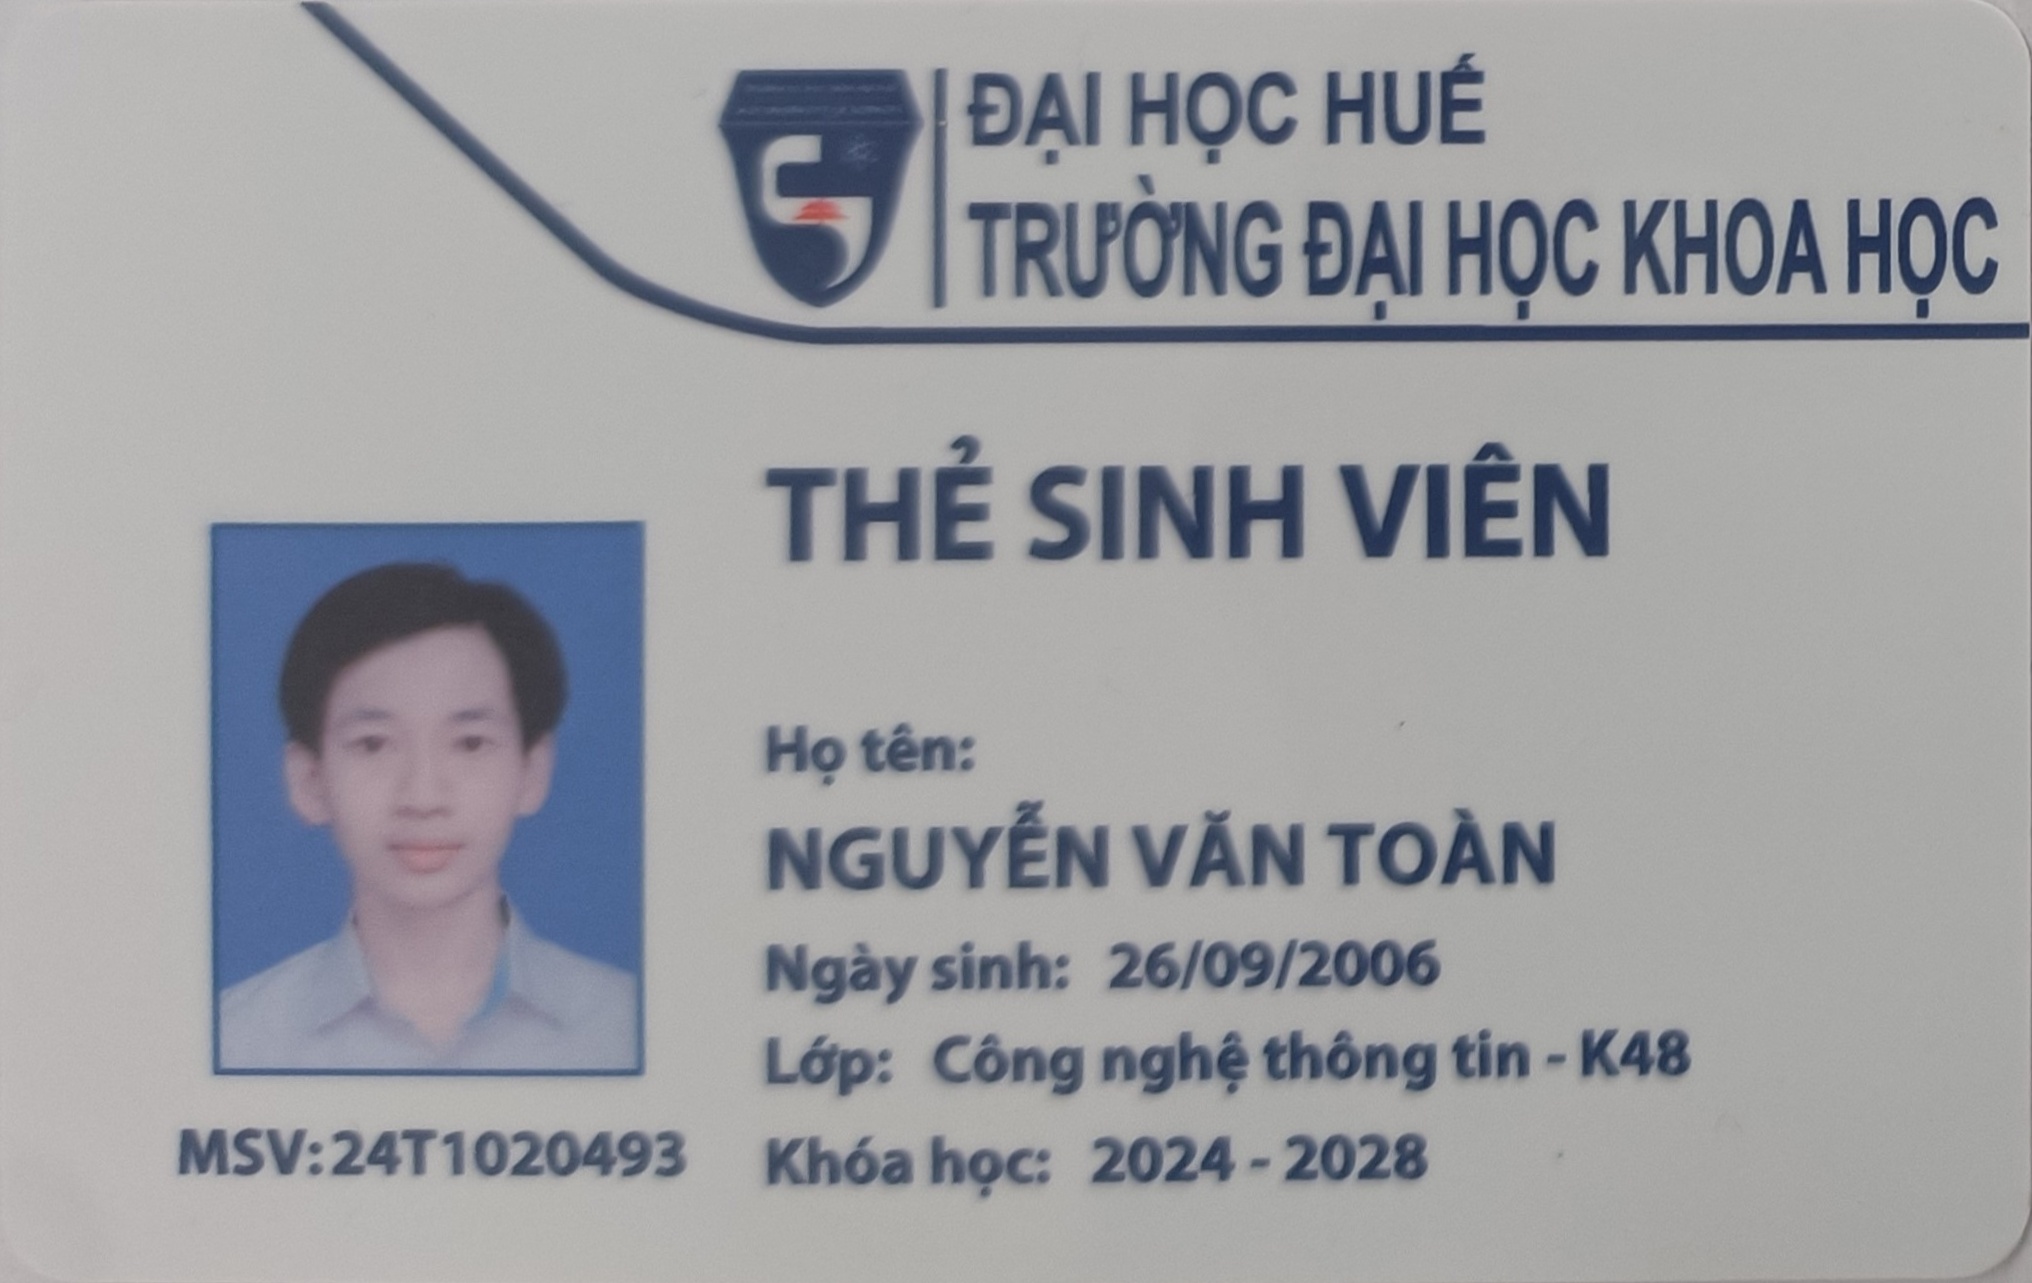 ĐẠI HỌC HUẾ
TRƯỜNG ĐẠI HỌC KHOA HỌC
THẺ SINH VIÊN
Họ tên:
NGUYỄN VĂN TOÀN
Ngày sinh: 26/09/2006
Lớp: Công nghệ thông tin - K48
Khóa học: 2024 - 2028
MSV:24T1020493